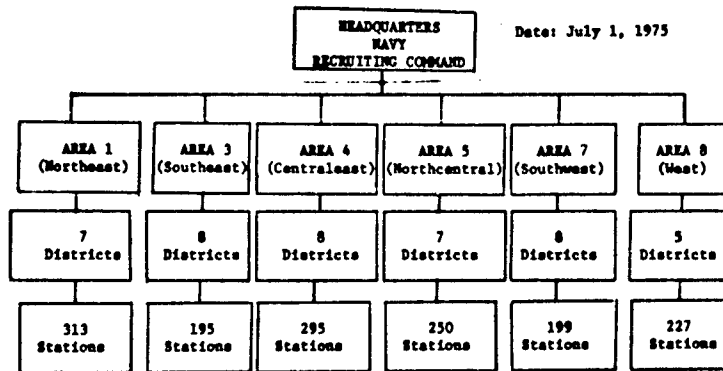 HEADQUARTERS
NAVY
RECRUITING COMMAND
Date: July 1, 1975
AREA 1
(Northeast)
AREA 3
(Southeast)
AREA 4
(Centraleast)
AREA 5
(Northcentral)
AREA 7
(Southwest)
AREA 8
(West)
7
Districts
8
Districts
8
Districts
7
Districts
8
Districts
5
Districts
313
Stations
195
Stations
295
Stations
250
Stations
199
Stations
227
Stations